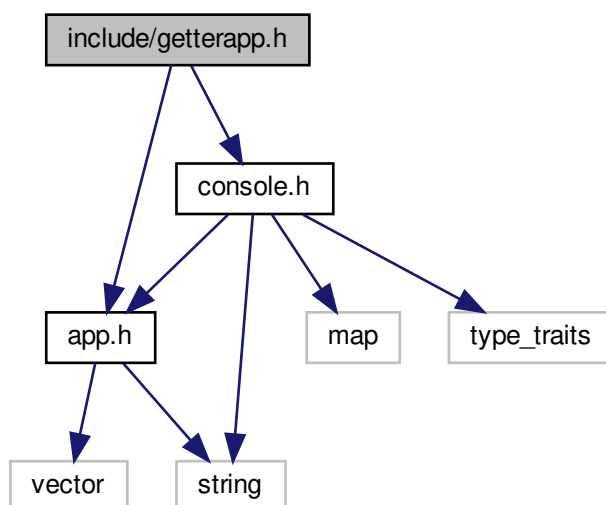 include/getterapp.h
console.h
app.h
map
type_traits
vector
string